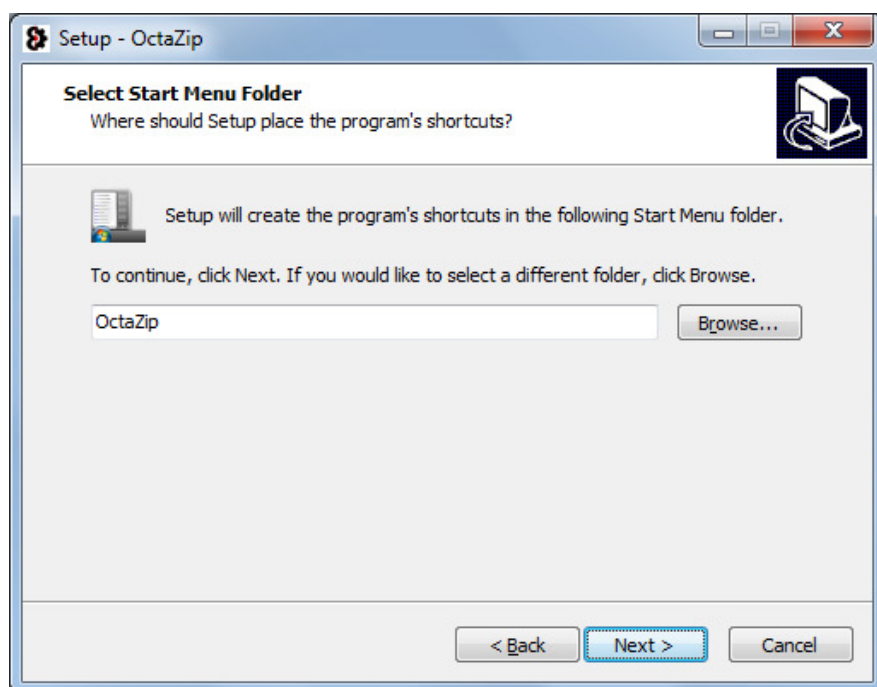 Setup - OctaZip
Select Start Menu Folder
Where should Setup place the program's shortcuts?
Setup will create the program's shortcuts in the following Start Menu folder.
To continue, click Next. If you would like to select a different folder, click Browse.
OctaZip
Browse...
< Back
Next >
Cancel